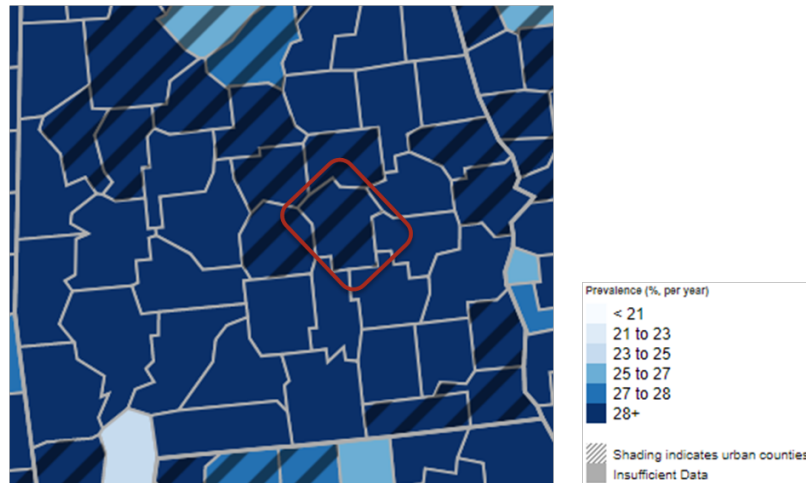 Prevalence (%, per year)
< 21
21 to 23
23 to 25
25 to 27
27 to 28
28+
Shading indicates urban counties
Insufficient Data